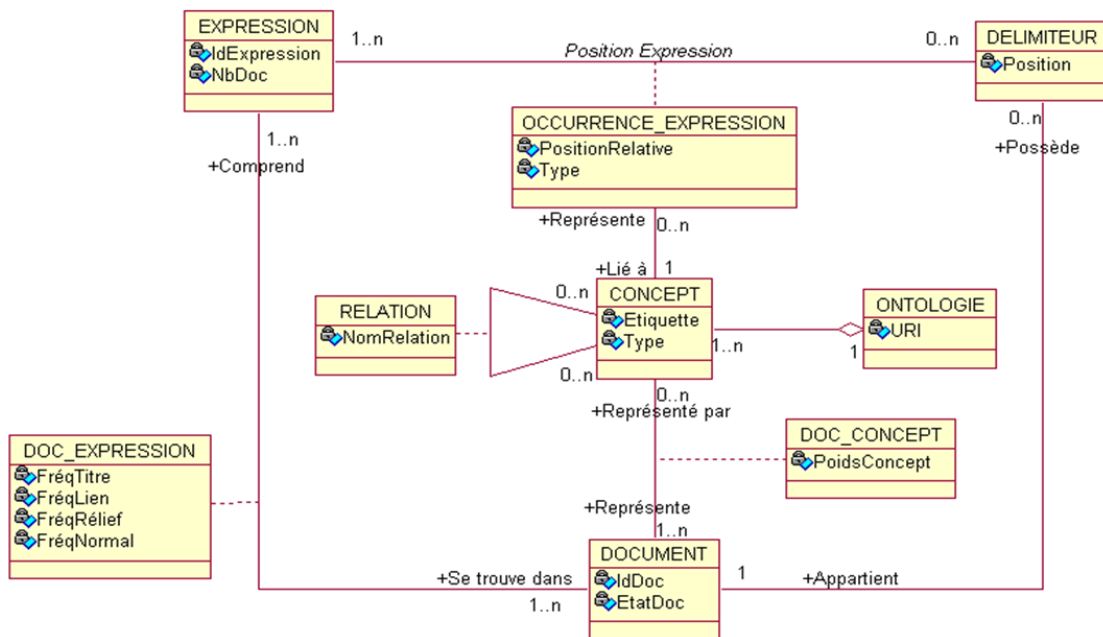 EXPRESSION
IdExpression
NbDoc
1..n
Position Expression
0..n
DELIMITEUR
Position
1..n
+Comprend
OCCURRENCE_EXPRESSION
PositionRelative
Type
0..n
+Possède
+Représente
0..n
+Lié à
1
RELATION
NomRelation
0..n
0..n
CONCEPT
Etiquette
Type
1..n
1
ONTOLOGIE
URI
0..n
+Représenté par
DOC_EXPRESSION
FréqTitre
FréqLien
FréqRélief
FréqNormal
DOC_CONCEPT
PoidsConcept
+Représente
1..n
+Se trouve dans
1..n
DOCUMENT
IdDoc
EtatDoc
1
+Appartient